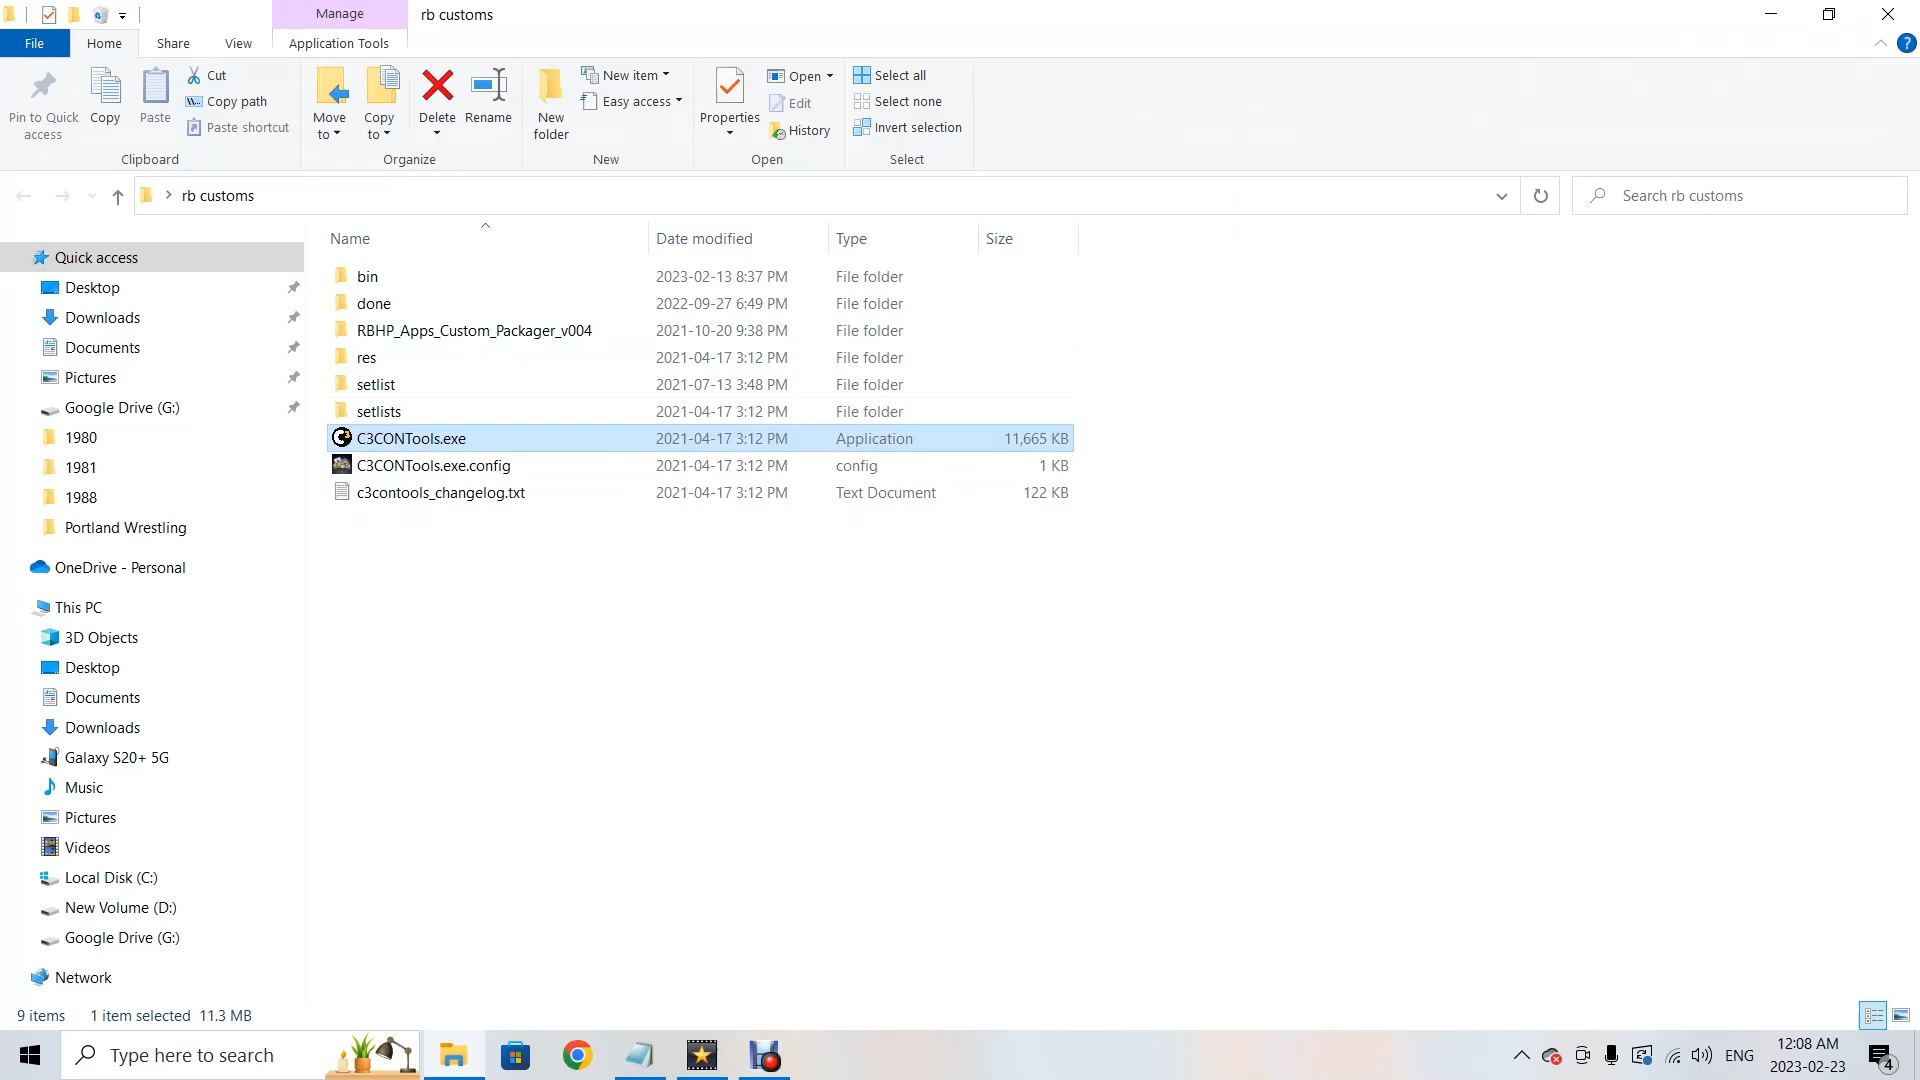 Manage
rb customs
File
Home
Share
View
Application Tools
Pin to Quick access
Copy
Paste
Cut
Copy path
Paste shortcut
Clipboard
Move to
Copy to
Delete
Rename
Organize
New folder
New item
Easy access
New
Properties
Open
Edit
History
Open
Select all
Select none
Invert selection
Select
rb customs
Search rb customs
Name
Date modified
Type
Size
bin 2023-02-13 8:37 PM File folder
done 2022-09-27 6:49 PM File folder
RBHP_Apps_Custom_Packager_v004 2021-10-20 9:38 PM File folder
res 2021-04-17 3:12 PM File folder
setlist 2021-07-13 3:48 PM File folder
setlists 2021-04-17 3:12 PM File folder
C3CONTools.exe 2021-04-17 3:12 PM Application 11,665 KB
C3CONTools.exe.config 2021-04-17 3:12 PM config 1 KB
c3contools_changelog.txt 2021-04-17 3:12 PM Text Document 122 KB
Quick access
Desktop
Downloads
Documents
Pictures
Google Drive (G:)
1980
1981
1988
Portland Wrestling
OneDrive - Personal
This PC
3D Objects
Desktop
Documents
Downloads
Galaxy S20+ 5G
Music
Pictures
Videos
Local Disk (C:)
New Volume (D:)
Google Drive (G:)
Network
9 items 1 item selected 11.3 MB
Type here to search
ENG
12:08 AM
2023-02-23
4